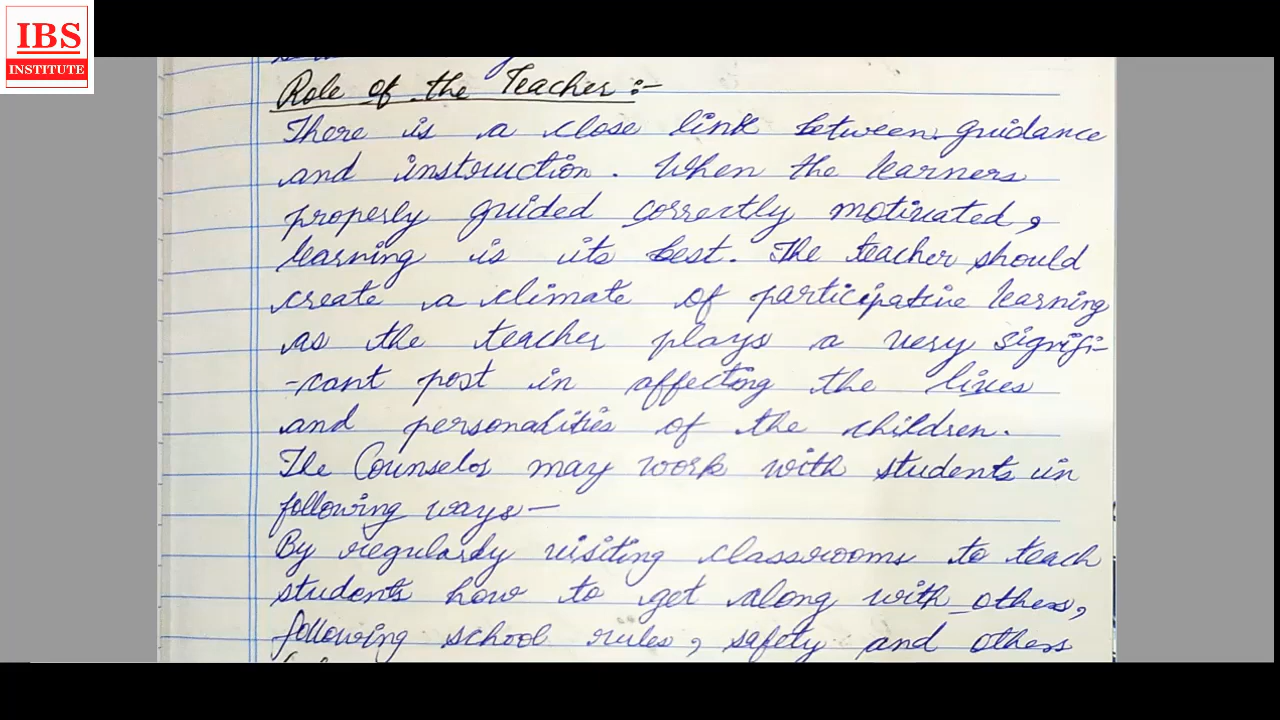 IBS
INSTITUTE
Role of the Teacher :-
There is a close link between guidance
and instruction. When the learners
properly guided correctly motivated,
learning is its best. The teacher should
create a climate of participative learning
as the teacher plays a very signifi-
-cant post in affecting the lives
and personalities of the children.
The Counselor may work with students in
following ways-
By regularly visiting classrooms to teach
students how to get along with others,
following school rules, safety and others